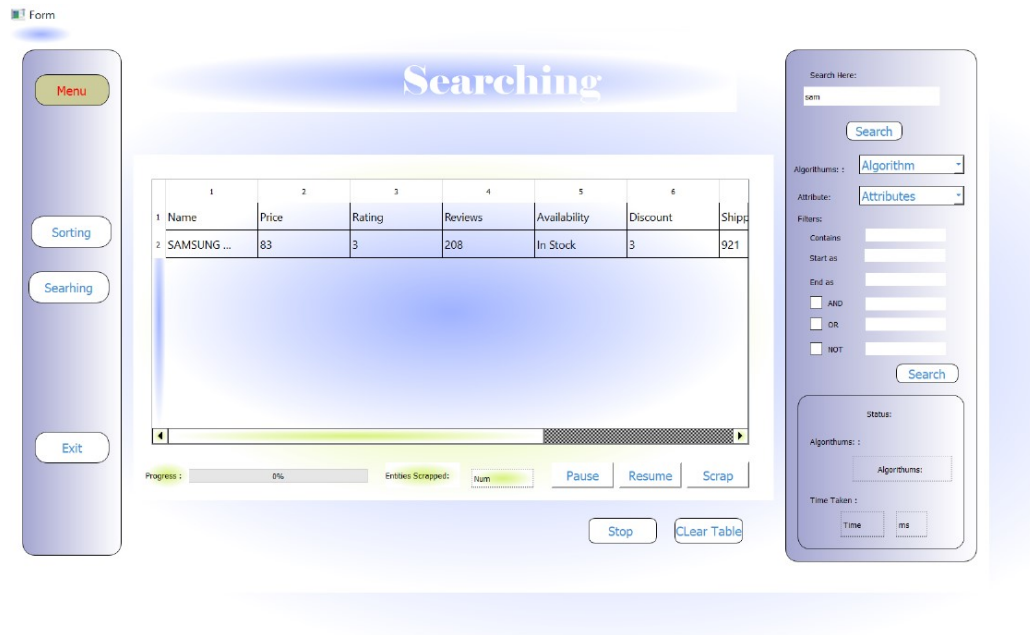 Form
Menu
Sorting
Searhing
Exit
Searching
1 2 3 4 5 6
1 Name Price Rating Reviews Availability Discount Shipp
2 SAMSUNG ... 83 3 208 In Stock 3 921
Progress : 0% Entities Scrapped: Num Pause Resume Scrap
Stop CLear Table
Search Here:
sam
Search
Algorithums: : Algorithm
Attribute: Attributes
Filters:
Contains
Start as
End as
AND
OR
NOT
Search
Status:
Algorithums: :
Algorithums:
Time Taken :
Time ms